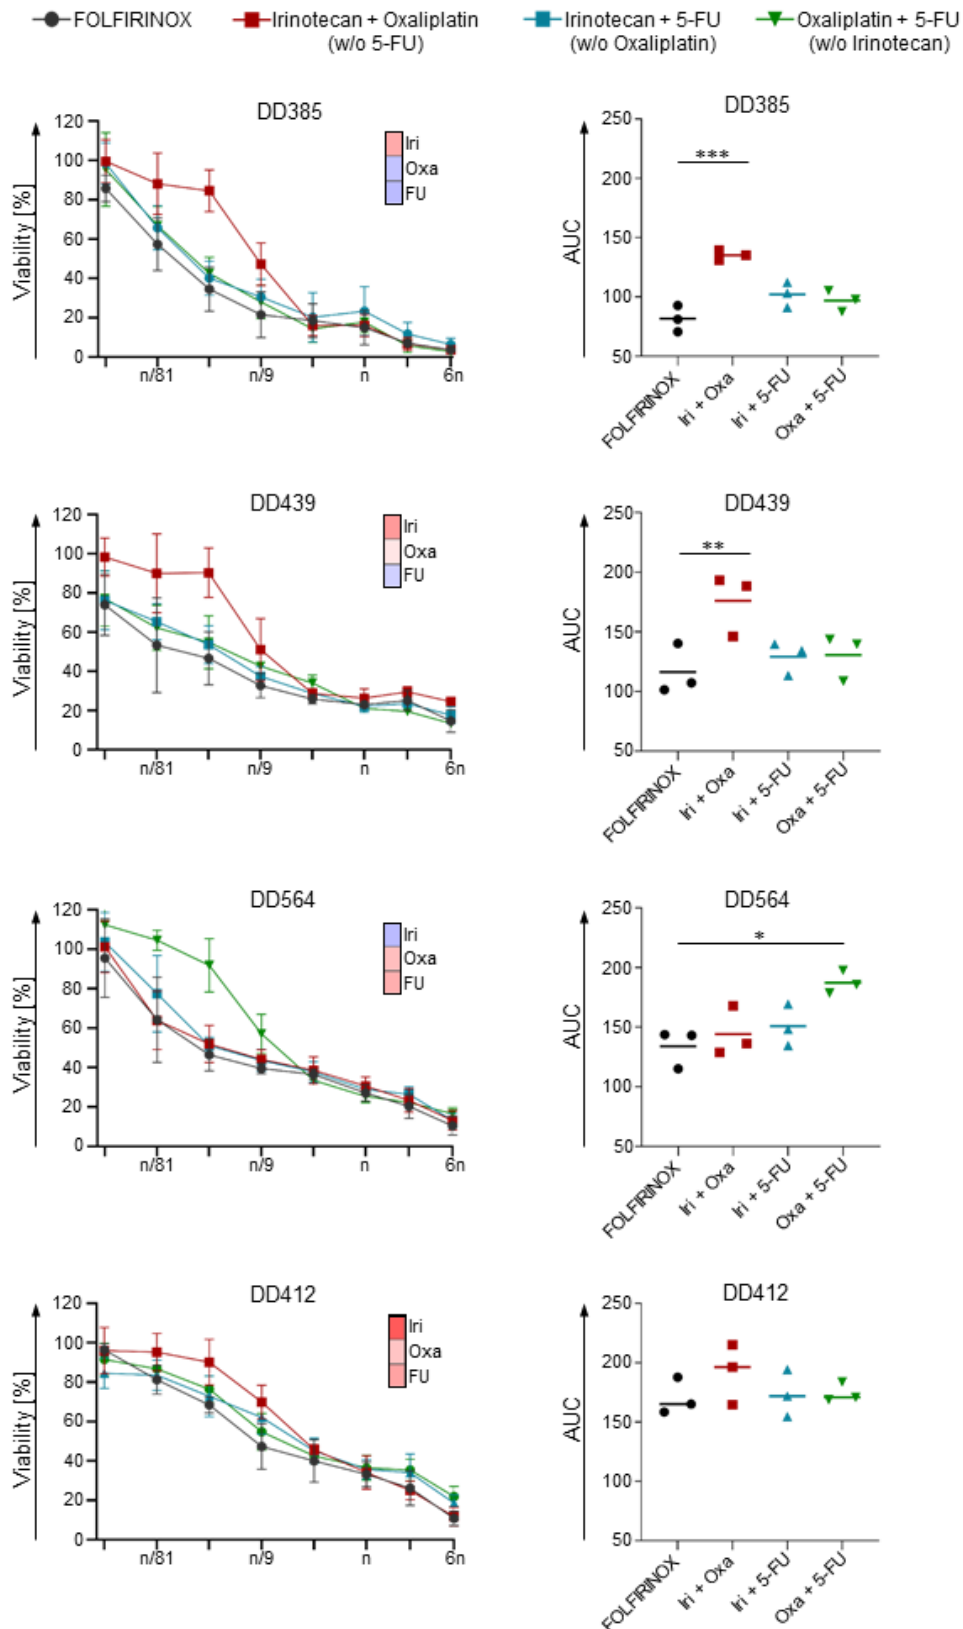 FOLFIRINOX
Irinotecan + Oxaliplatin
(w/o 5-FU)
Irinotecan + 5-FU
(w/o Oxaliplatin)
Oxaliplatin + 5-FU
(w/o Irinotecan)
DD385
Viability [%]
120
100
80
60
40
20
0
n/81
n/9
n
6n
Iri
Oxa
FU
DD385
AUC
250
200
150
100
50
***
FOLFIRINOX
Iri + Oxa
Iri + 5-FU
Oxa + 5-FU
DD439
Viability [%]
120
100
80
60
40
20
0
n/81
n/9
n
6n
Iri
Oxa
FU
DD439
AUC
250
200
150
100
50
**
FOLFIRINOX
Iri + Oxa
Iri + 5-FU
Oxa + 5-FU
DD564
Viability [%]
120
100
80
60
40
20
0
n/81
n/9
n
6n
Iri
Oxa
FU
DD564
AUC
250
200
150
100
50
*
FOLFIRINOX
Iri + Oxa
Iri + 5-FU
Oxa + 5-FU
DD412
Viability [%]
120
100
80
60
40
20
0
n/81
n/9
n
6n
Iri
Oxa
FU
DD412
AUC
250
200
150
100
50
FOLFIRINOX
Iri + Oxa
Iri + 5-FU
Oxa + 5-FU